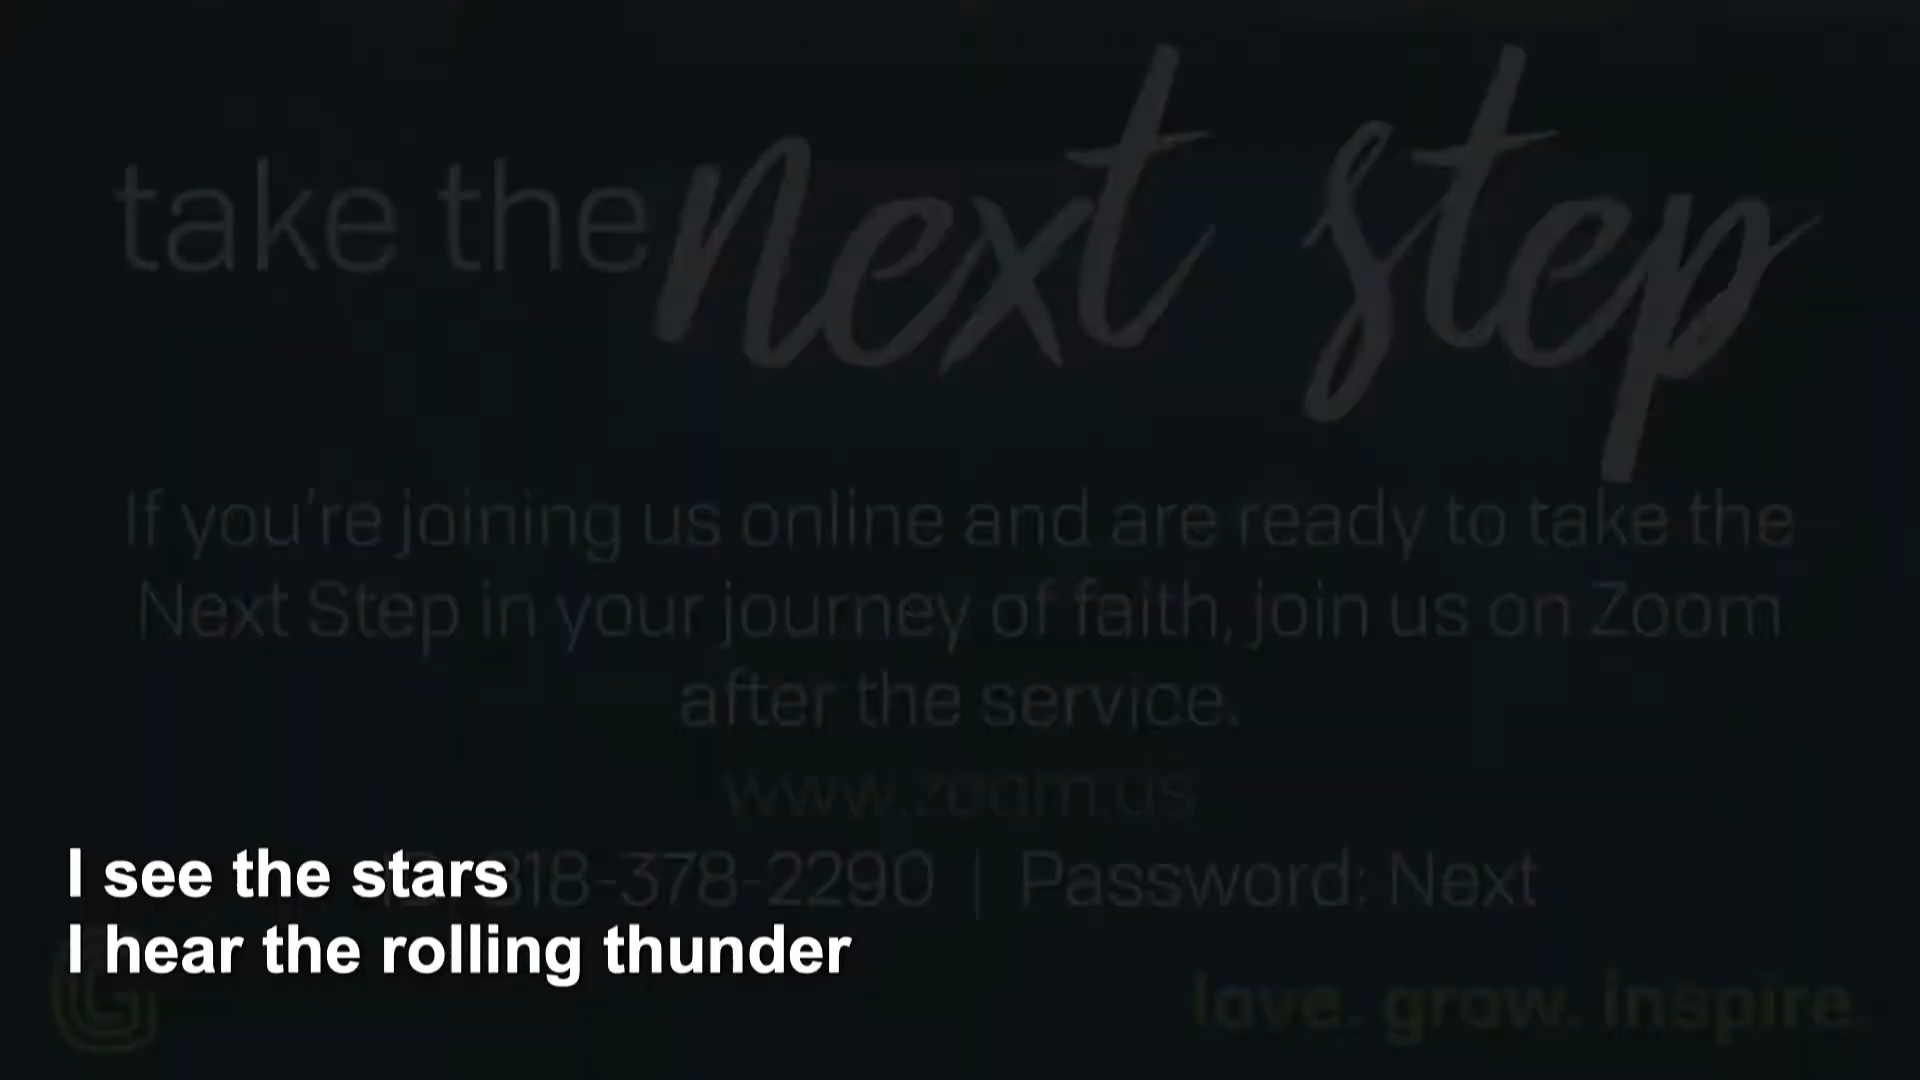 take the next step
If you're joining us online and are ready to take the
Next Step in your journey of faith, join us on Zoom
after the service.
www.zoom.us
818-378-2290 | Password: Next
I see the stars
I hear the rolling thunder
love. grow. inspire.